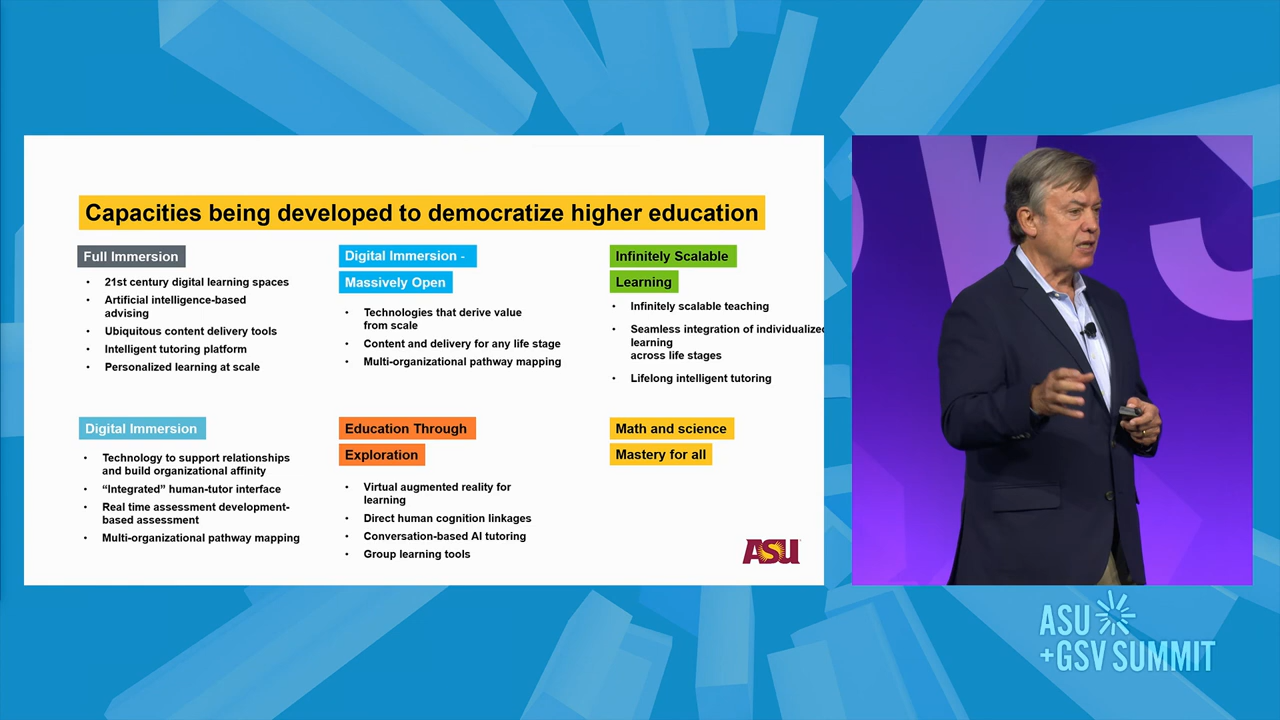 Capacities being developed to democratize higher education
Full Immersion
• 21st century digital learning spaces
• Artificial intelligence-based
advising
• Ubiquitous content delivery tools
• Intelligent tutoring platform
• Personalized learning at scale
Digital Immersion -
Massively Open
• Technologies that derive value
from scale
• Content and delivery for any life stage
• Multi-organizational pathway mapping
Infinitely Scalable
Learning
• Infinitely scalable teaching
• Seamless integration of individualized
learning
across life stages
• Lifelong intelligent tutoring
Digital Immersion
• Technology to support relationships
and build organizational affinity
• “Integrated” human-tutor interface
• Real time assessment development-
based assessment
• Multi-organizational pathway mapping
Education Through
Exploration
• Virtual augmented reality for
learning
• Direct human cognition linkages
• Conversation-based AI tutoring
• Group learning tools
Math and science
Mastery for all
ASU
ASU
+GSV SUMMIT